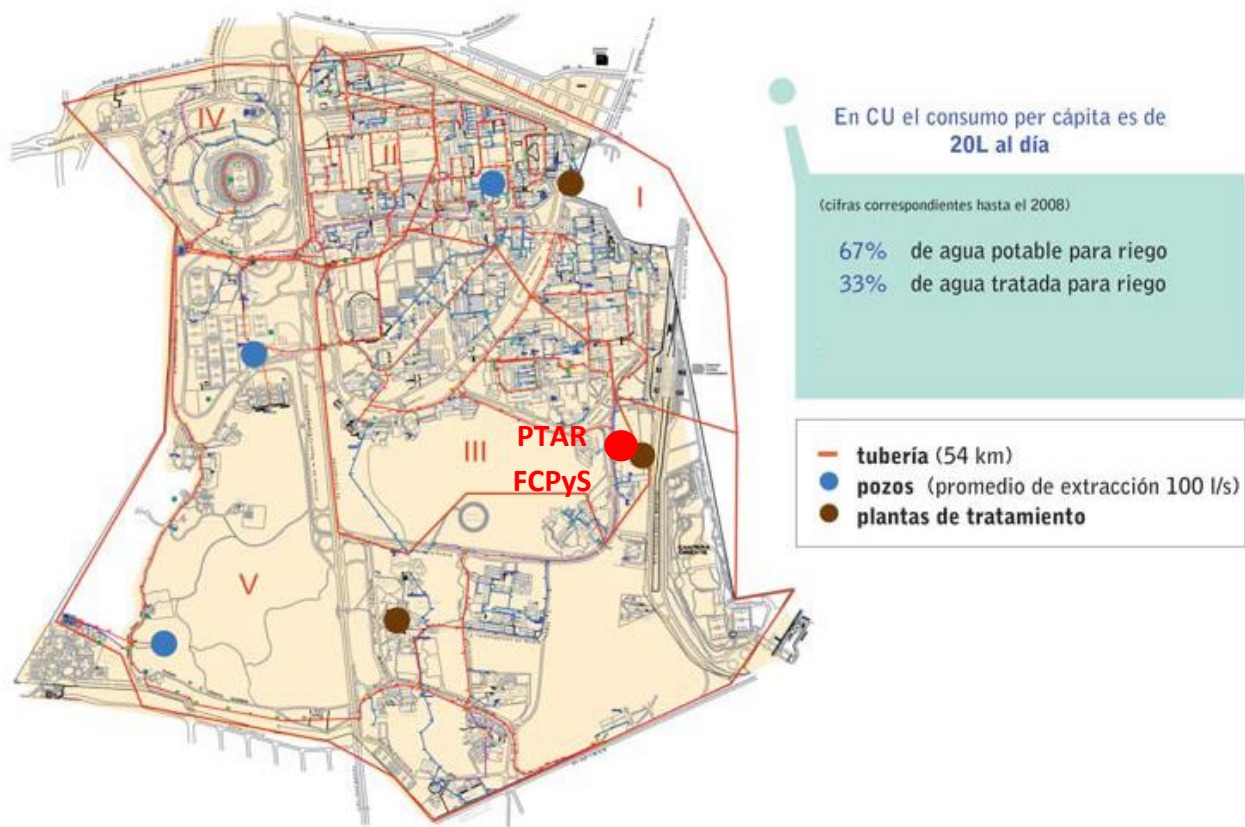 IV
II
I
III
V
PTAR
FCPyS
En CU el consumo per cápita es de
20L al día
(cifras correspondientes hasta el 2008)
67% de agua potable para riego
33% de agua tratada para riego
tubería (54 km)
pozos (promedio de extracción 100 l/s)
plantas de tratamiento